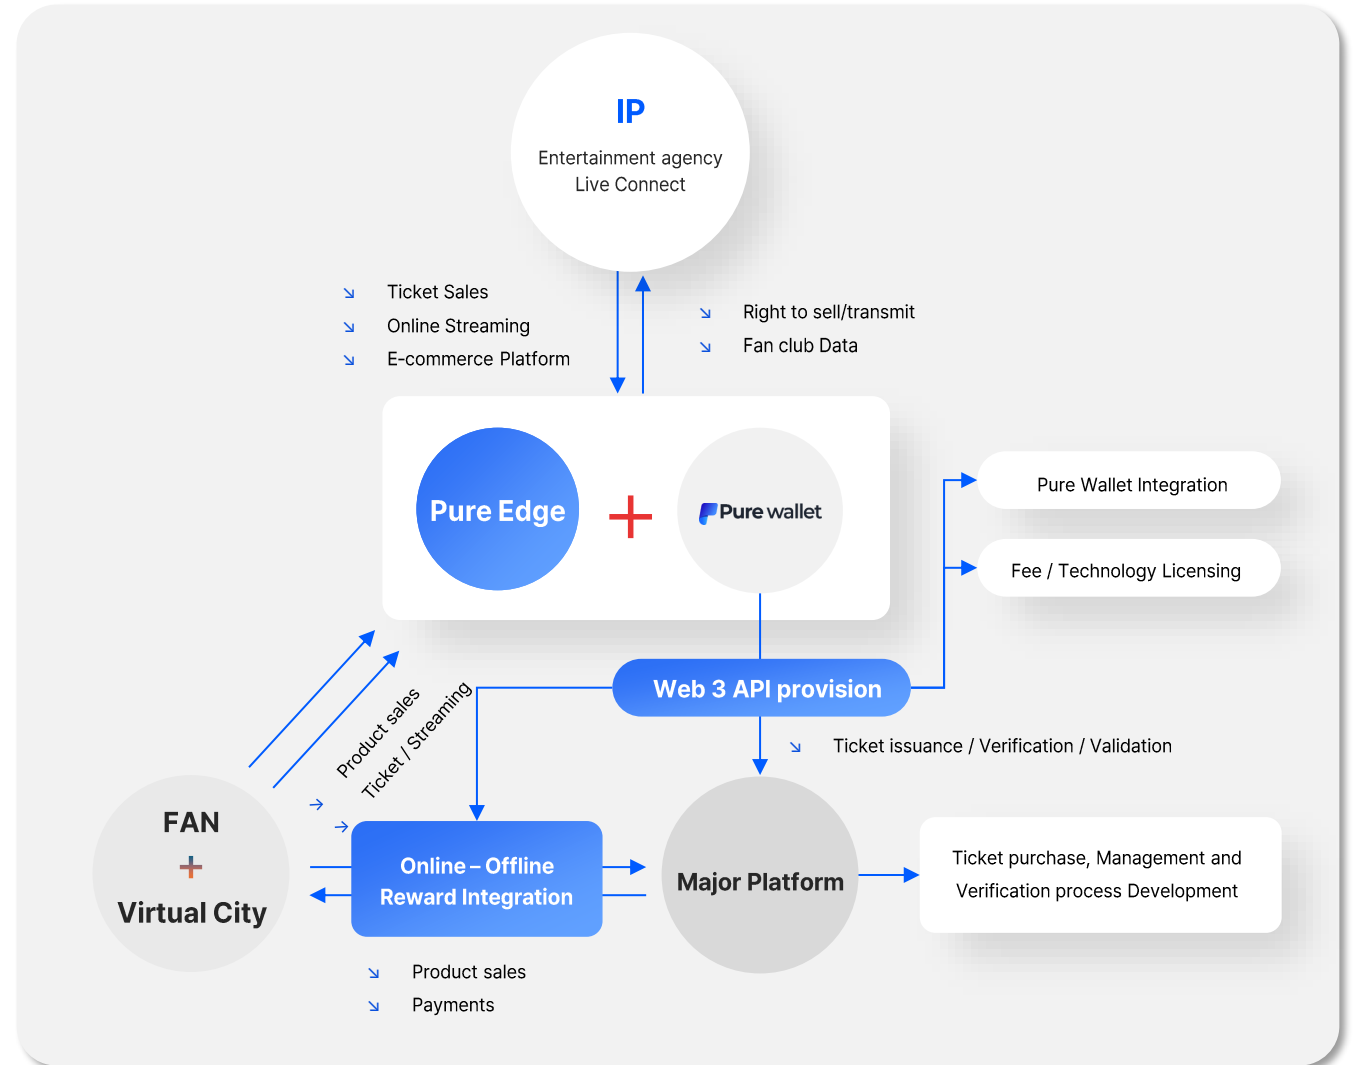 IP
Entertainment agency
Live Connect
Ticket Sales
Online Streaming
E-commerce Platform
Right to sell/transmit
Fan club Data
Pure Edge
Pure wallet
Pure Wallet Integration
Fee / Technology Licensing
Web 3 API provision
Product sales
Ticket / Streaming
Ticket issuance / Verification / Validation
FAN
+
Virtual City
Online – Offline
Reward Integration
Major Platform
Ticket purchase, Management and
Verification process Development
Product sales
Payments